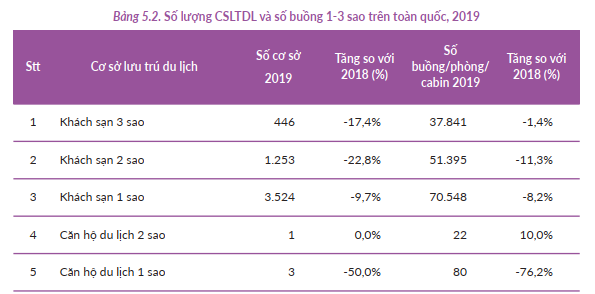 Bảng 5.2. Số lượng CSLTDL và số buồng 1-3 sao trên toàn quốc, 2019
Stt Cơ sở lưu trú du lịch Số cơ sở 2019 Tăng so với 2018 (%) Số buồng/phòng/ cabin 2019 Tăng so với 2018 (%)
1 Khách sạn 3 sao 446 -17,4% 37.841 -1,4%
2 Khách sạn 2 sao 1.253 -22,8% 51.395 -11,3%
3 Khách sạn 1 sao 3.524 -9,7% 70.548 -8,2%
4 Căn hộ du lịch 2 sao 1 0,0% 22 10,0%
5 Căn hộ du lịch 1 sao 3 -50,0% 80 -76,2%